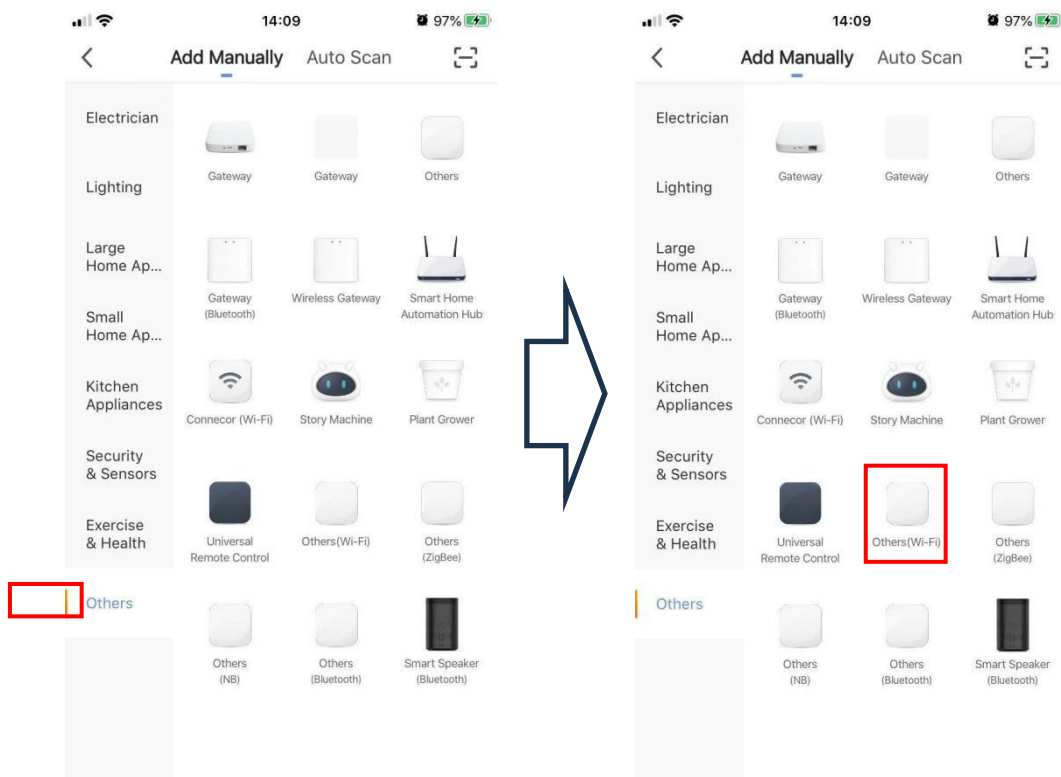 14:09
97%
Add Manually
Auto Scan
Electrician
Lighting
Large
Home Ap...
Small
Home Ap...
Kitchen
Appliances
Security
& Sensors
Exercise
& Health
Others
Gateway
Gateway
Others
Gateway
(Bluetooth)
Wireless Gateway
Smart Home
Automation Hub
Connecor (Wi-Fi)
Story Machine
Plant Grower
Universal
Remote Control
Others(Wi-Fi)
Others
(ZigBee)
Others
(NB)
Others
(Bluetooth)
Smart Speaker
(Bluetooth)
14:09
97%
Add Manually
Auto Scan
Electrician
Lighting
Large
Home Ap...
Small
Home Ap...
Kitchen
Appliances
Security
& Sensors
Exercise
& Health
Others
Gateway
Gateway
Others
Gateway
(Bluetooth)
Wireless Gateway
Smart Home
Automation Hub
Connecor (Wi-Fi)
Story Machine
Plant Grower
Universal
Remote Control
Others(Wi-Fi)
Others
(ZigBee)
Others
(NB)
Others
(Bluetooth)
Smart Speaker
(Bluetooth)